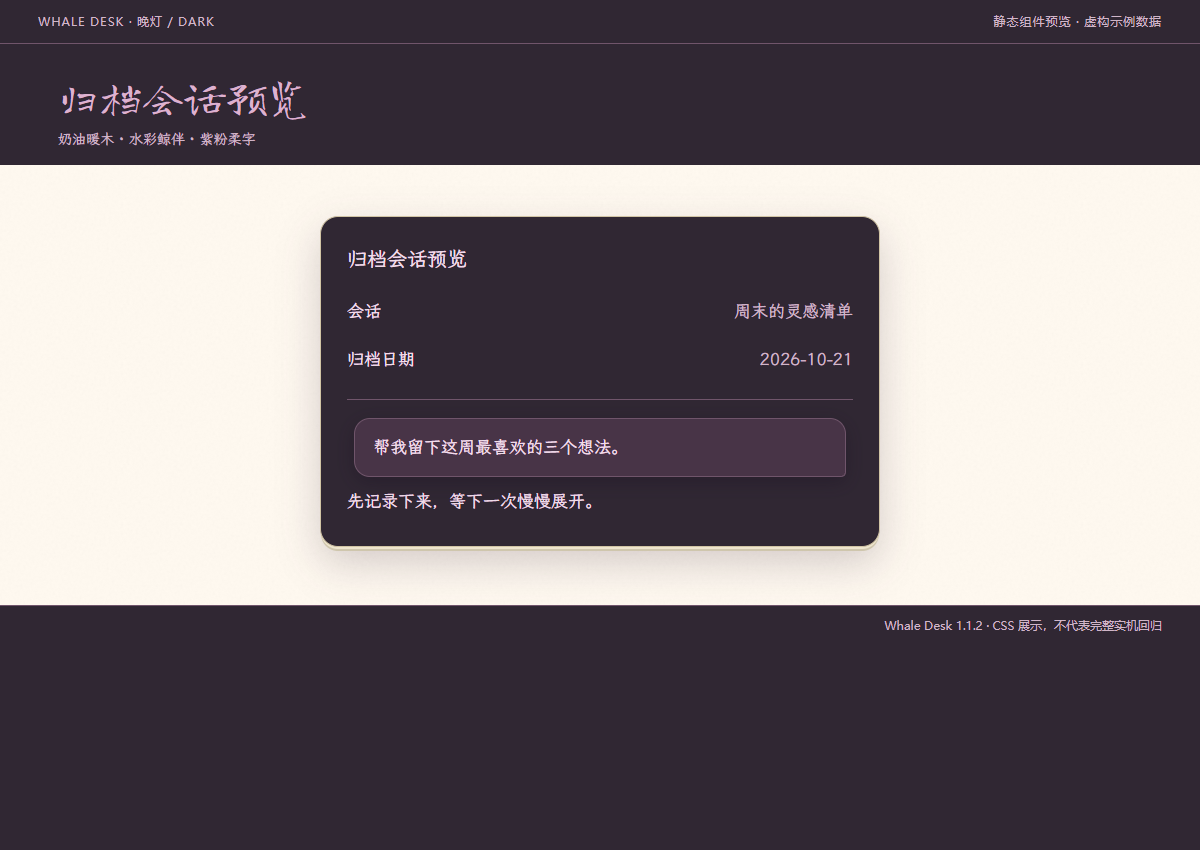 WHALE DESK · 晚灯 / DARK
静态组件预览 · 虚构示例数据
归档会话预览
奶油暖木 · 水彩鲸伴 · 紫粉柔字
归档会话预览
会话 周末的灵感清单
归档日期 2026-10-21
帮我留下这周最喜欢的三个想法。
先记录下来，等下一次慢慢展开。
Whale Desk 1.1.2 · CSS 展示，不代表完整实机回归